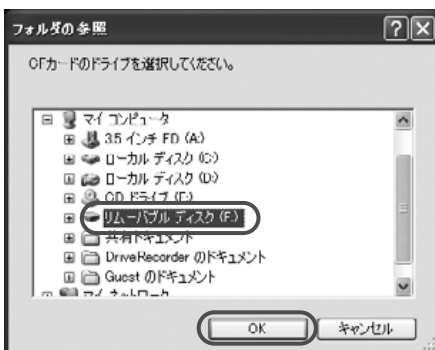 フォルダの参照
CFカードのドライブを選択してください。
マイ コンピュータ
3.5 インチ FD (A:)
ローカル ディスク (C:)
ローカル ディスク (D:)
CD ドライブ (E:)
リムーバブル ディスク (F:)
共有ドキュメント
DriveRecorder のドキュメント
Guest のドキュメント
マイ ネットワーク
OK キャンセル